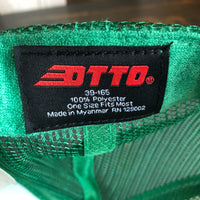 OTTO®
39-165
100% Polyester
One Size Fits Most
Made in Myanmar RN 129002